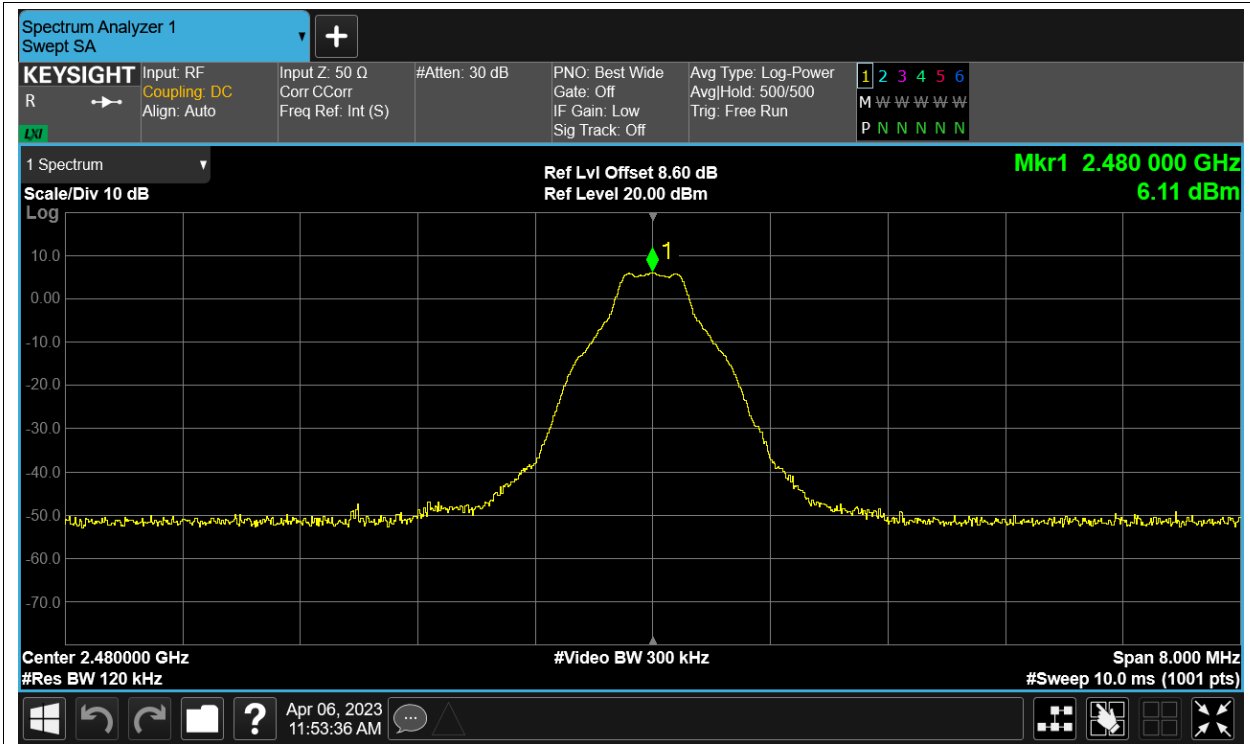 Spectrum Analyzer 1
Swept SA
+
KEYSIGHT
R
LXI
Input: RF
Coupling: DC
Align: Auto
Input Z: 50 Ω
Corr CCorr
Freq Ref: Int (S)
#Atten: 30 dB
PNO: Best Wide
Gate: Off
IF Gain: Low
Sig Track: Off
Avg Type: Log-Power
Avg|Hold: 500/500
Trig: Free Run
1 2 3 4 5 6
M W W W W W
P N N N N N
1 Spectrum
Scale/Div 10 dB
Log
Ref Lvl Offset 8.60 dB
Ref Level 20.00 dBm
Mkr1 2.480 000 GHz
6.11 dBm
1
10.0
0.00
-10.0
-20.0
-30.0
-40.0
-50.0
-60.0
-70.0
Center 2.480000 GHz
#Res BW 120 kHz
#Video BW 300 kHz
Span 8.000 MHz
#Sweep 10.0 ms (1001 pts)
?
Apr 06, 2023
11:53:36 AM